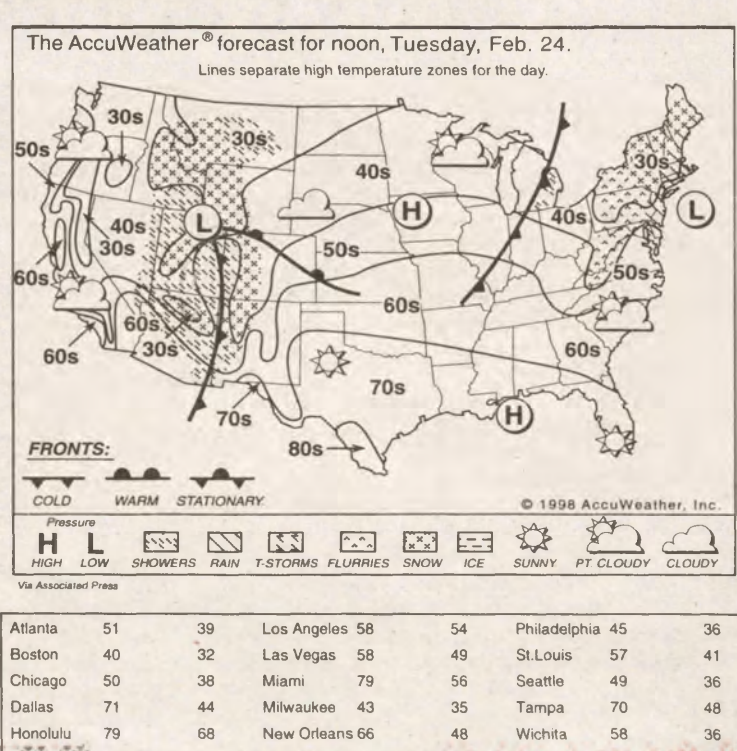 The AccuWeather® forecast for noon, Tuesday, Feb. 24.
Lines separate high temperature zones for the day.
30s
30s
50s
30s
40s
40s
H
L
40s
L
30s
50s
50s
60s
60s
60s
30s
60s
60s
70s
70s
H
80s
FRONTS:
COLD WARM STATIONARY
© 1998 AccuWeather, Inc.
Pressure
H L
HIGH LOW SHOWERS RAIN T-STORMS FLURRIES SNOW ICE SUNNY PT. CLOUDY CLOUDY
Via Associated Press
Atlanta 51 39 Los Angeles 58 54 Philadelphia 45 36
Boston 40 32 Las Vegas 58 49 St.Louis 57 41
Chicago 50 38 Miami 79 56 Seattle 49 36
Dallas 71 44 Milwaukee 43 35 Tampa 70 48
Honolulu 79 68 New Orleans 66 48 Wichita 58 36